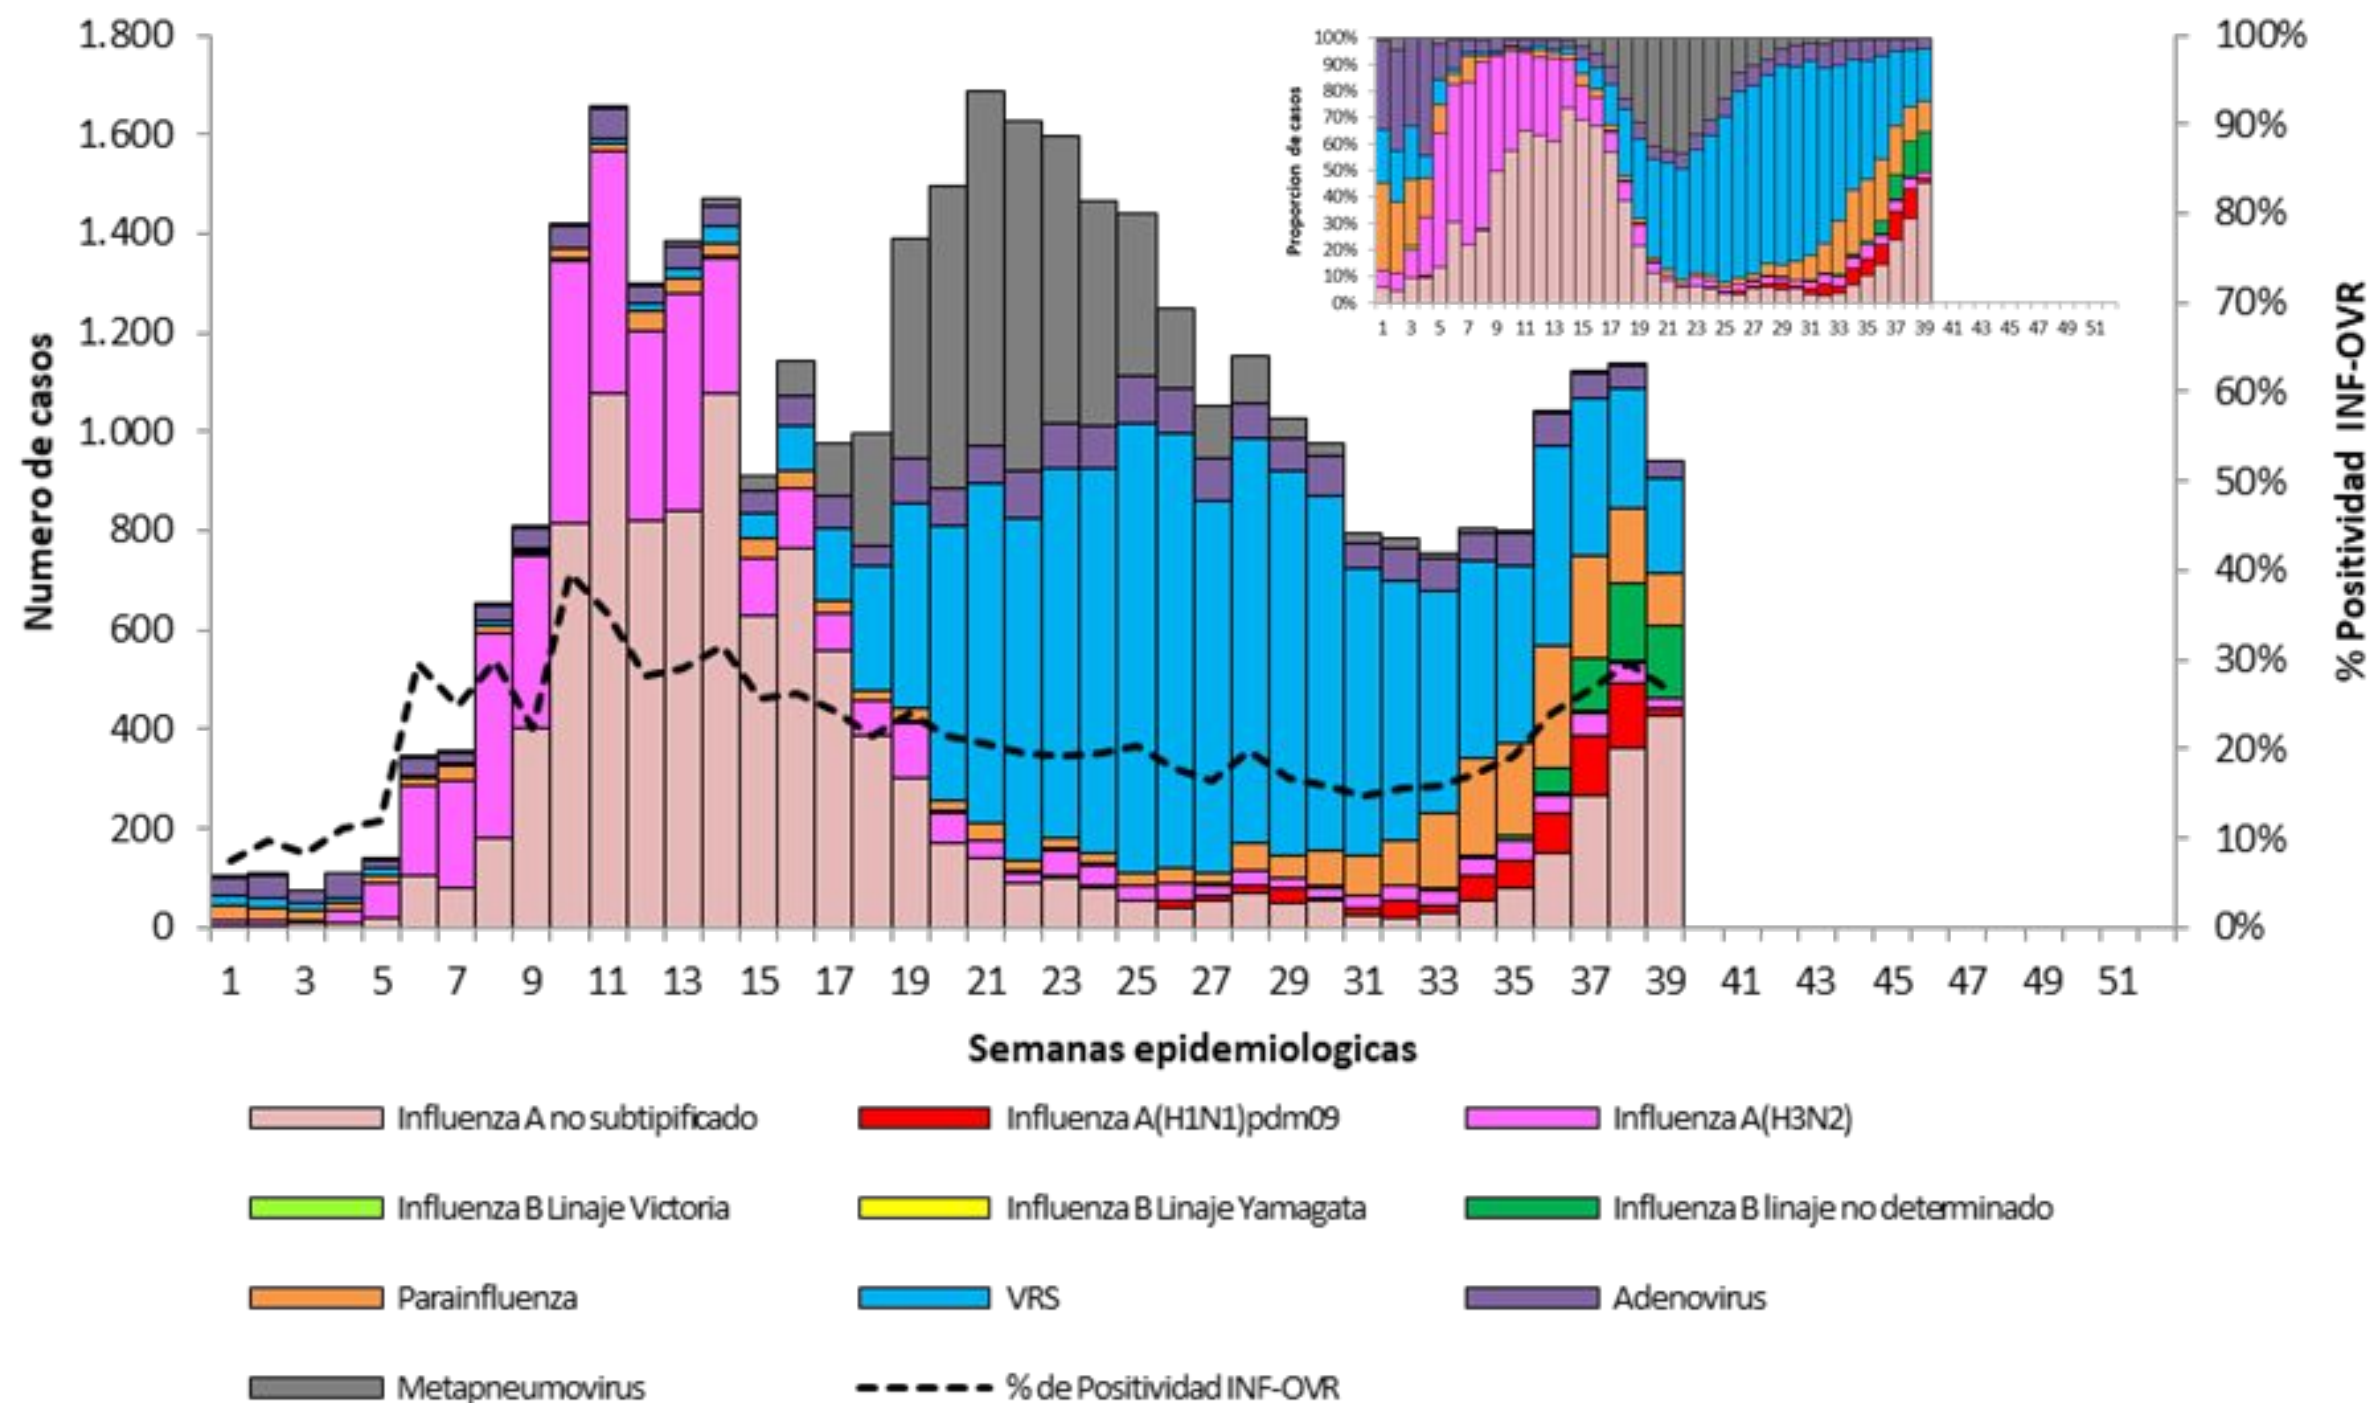 1.800
1.600
1.400
1.200
1.000
800
600
400
200
0
Numero de casos
100%
90%
80%
70%
60%
50%
40%
30%
20%
10%
0%
Proporcion de casos
1 3 5 7 9 11 13 15 17 19 21 23 25 27 29 31 33 35 37 39 41 43 45 47 49 51
100%
90%
80%
70%
60%
50%
40%
30%
20%
10%
0%
% Positividad INF-OVR
1 3 5 7 9 11 13 15 17 19 21 23 25 27 29 31 33 35 37 39 41 43 45 47 49 51
Semanas epidemiologicas
Influenza A no subtipificado
Influenza A(H1N1)pdm09
Influenza A(H3N2)
Influenza B Linaje Victoria
Influenza B Linaje Yamagata
Influenza B linaje no determinado
Parainfluenza
VRS
Adenovirus
Metapneumovirus
% de Positividad INF-OVR